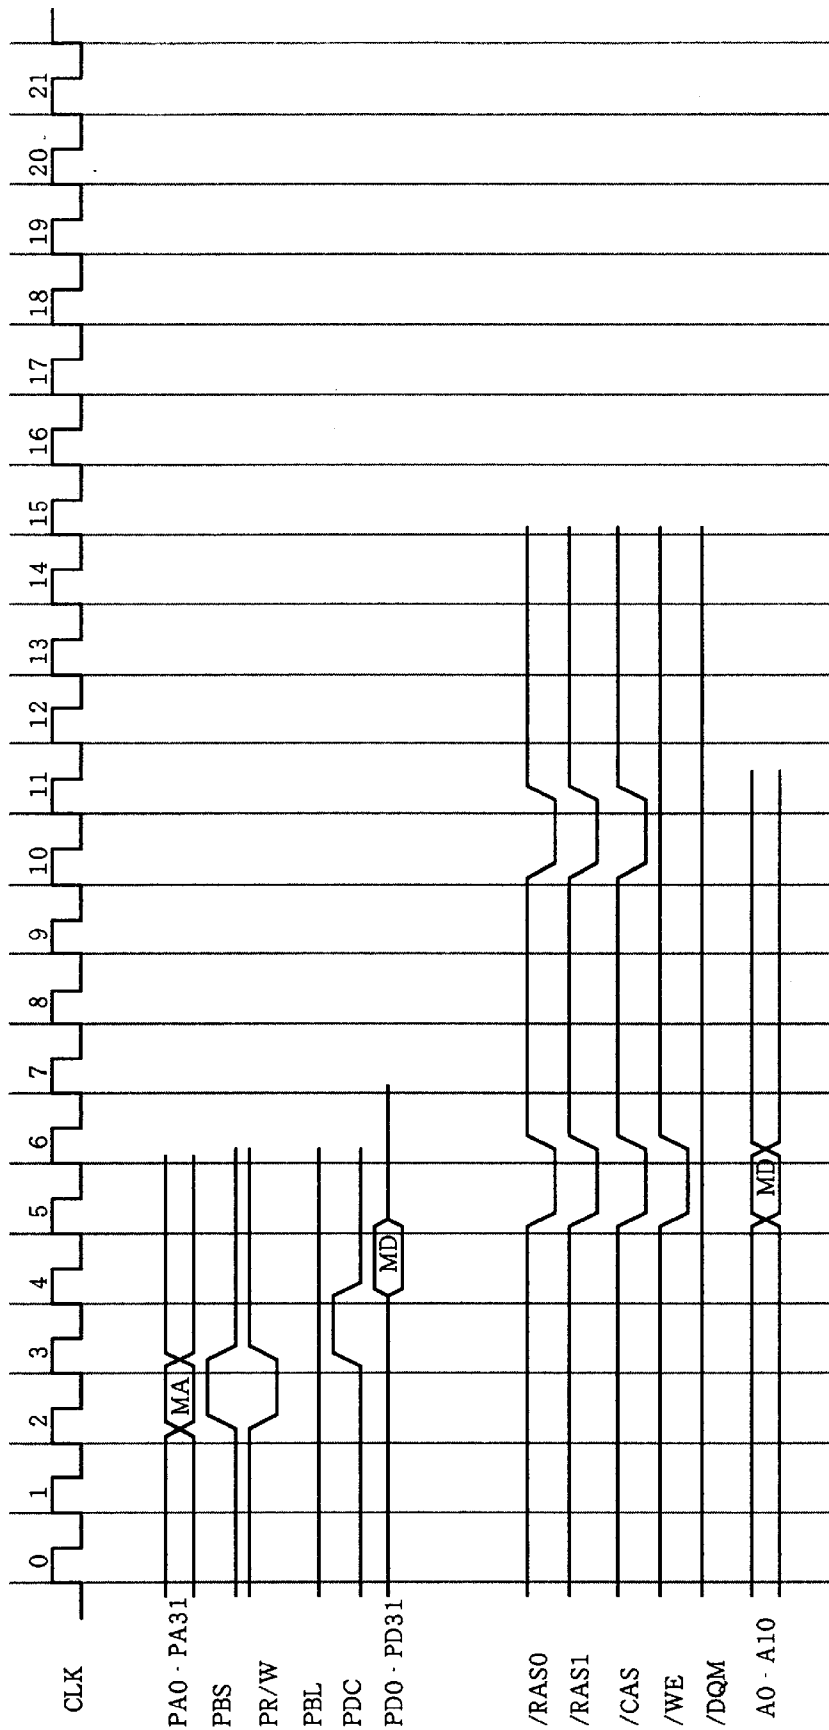 0 1 2 3 4 5 6 7 8 9 10 11 12 13 14 15 16 17 18 19 20 21
CLK
PA0 - PA31 MA
PBS
PR/W
PBL
PDC
PD0 - PD31 MD
/RAS0
/RAS1
/CAS
/WE
/DQM
A0 - A10 MD